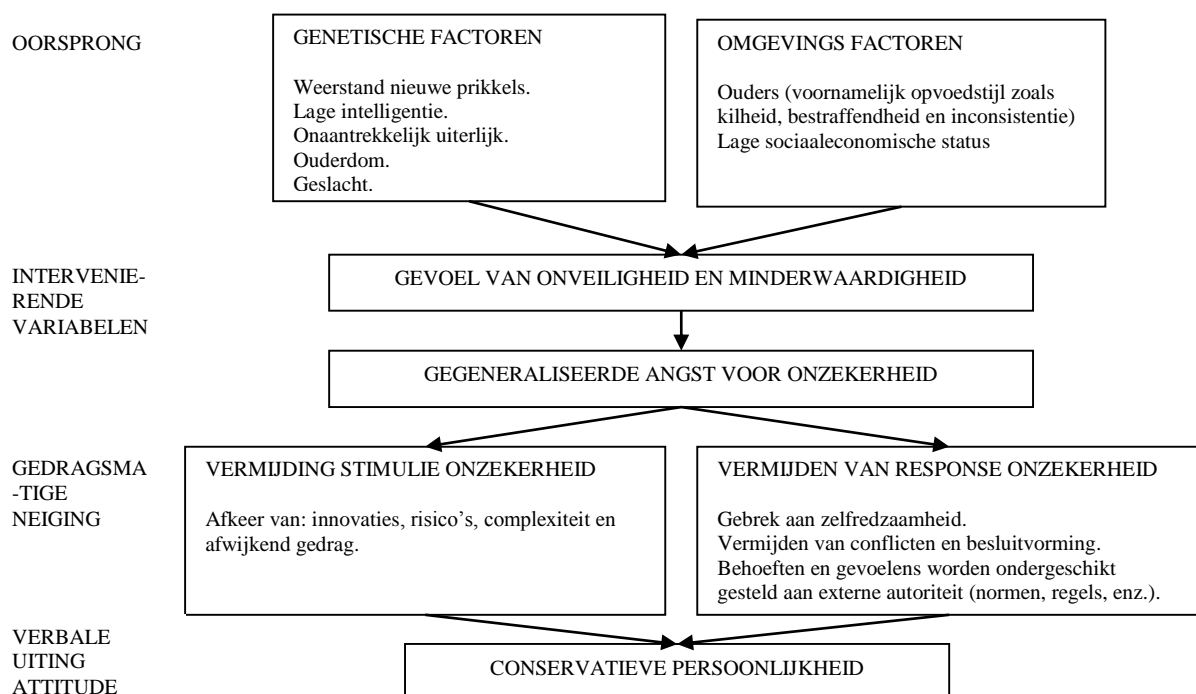 OORSPRONG
GENETISCHE FACTOREN
Weerstand nieuwe prikkels.
Lage intelligentie.
Onaantrekkelijk uiterlijk.
Ouderdom.
Geslacht.
OMGEVINGS FACTOREN
Ouders (voornamelijk opvoedstijl zoals
kilheid, bestraffendheid en inconsistentie)
Lage sociaaleconomische status
INTERVENIE-
RENDE
VARIABELEN
GEVOEL VAN ONVEILIGHEID EN MINDERWAARDIGHEID
GEGENERALISEERDE ANGST VOOR ONZEKERHEID
GEDRAGSMA
-TIGE
NEIGING
VERMIJDING STIMULIE ONZEKERHEID
Afkeer van: innovaties, risico’s, complexiteit en
afwijkend gedrag.
VERMIJDEN VAN RESPONSE ONZEKERHEID
Gebrek aan zelfredzaamheid.
Vermijden van conflicten en besluitvorming.
Behoeften en gevoelens worden ondergeschikt
gesteld aan externe autoriteit (normen, regels, enz.).
VERBALE
UITING
ATTITUDE
CONSERVATIEVE PERSOONLIJKHEID